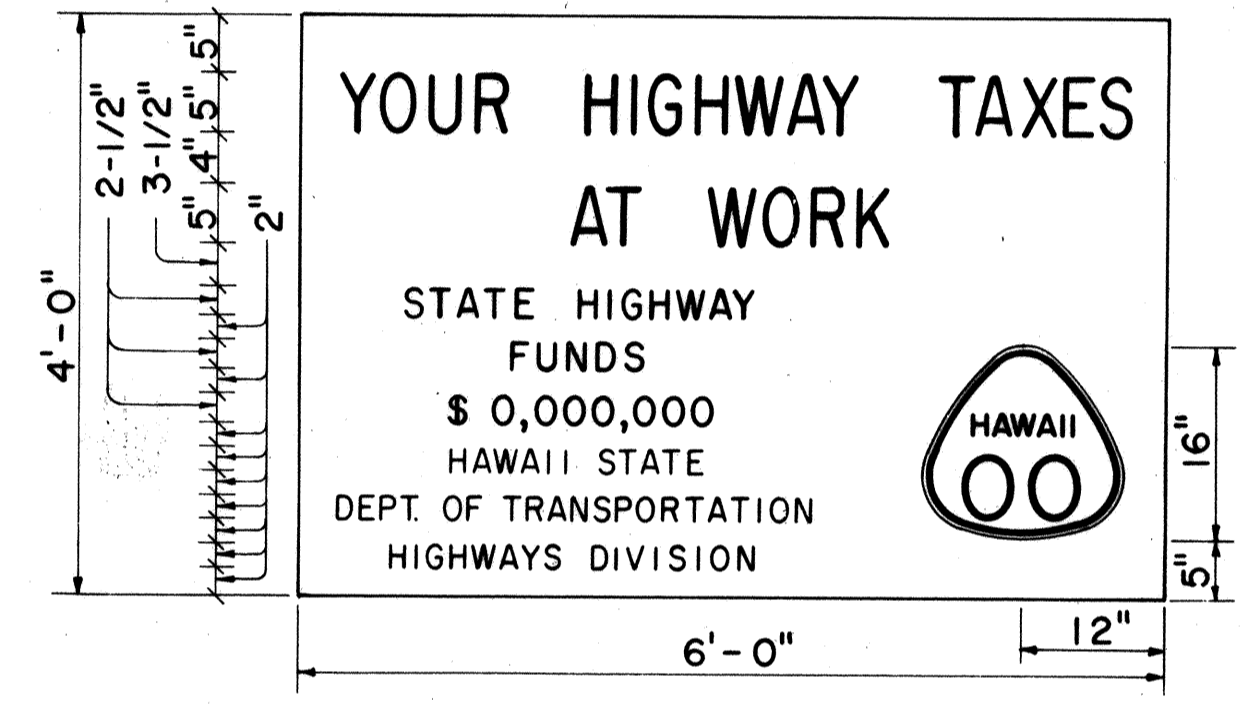 YOUR HIGHWAY TAXES
AT WORK
STATE HIGHWAY
FUNDS
$ 0,000,000
HAWAII STATE
DEPT. OF TRANSPORTATION
HIGHWAYS DIVISION
HAWAII
00
4'-0"
2-1/2"
3-1/2"
5"
5"
4"
5"
2"
16"
5"
12"
6'-0"